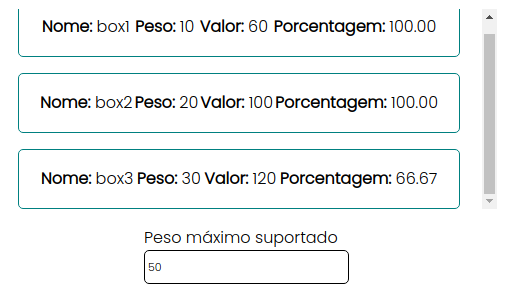 Nome: box1 Peso: 10 Valor: 60 Porcentagem: 100.00
Nome: box2 Peso: 20 Valor: 100 Porcentagem: 100.00
Nome: box3 Peso: 30 Valor: 120 Porcentagem: 66.67
Peso máximo suportado
50